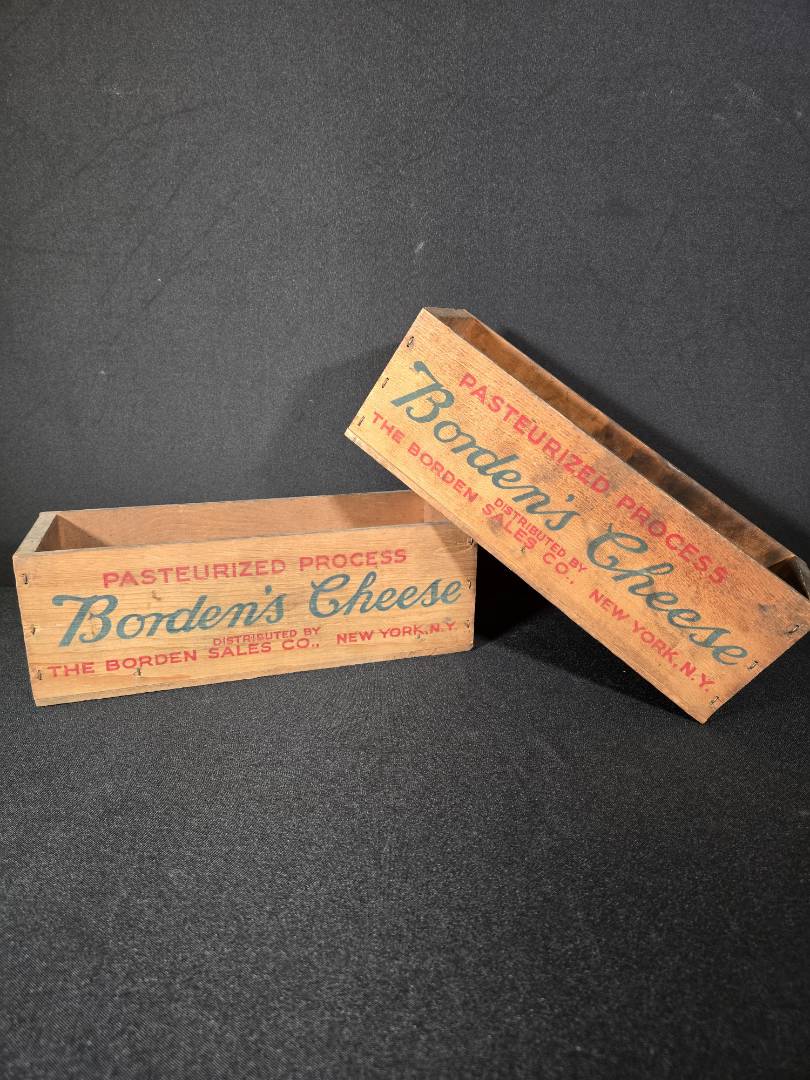 PASTEURIZED PROCESS
Borden's Cheese
DISTRIBUTED BY
THE BORDEN SALES CO., NEW YORK, N.Y.
PASTEURIZED PROCESS
Borden's Cheese
DISTRIBUTED BY
THE BORDEN SALES CO., NEW YORK, N.Y.